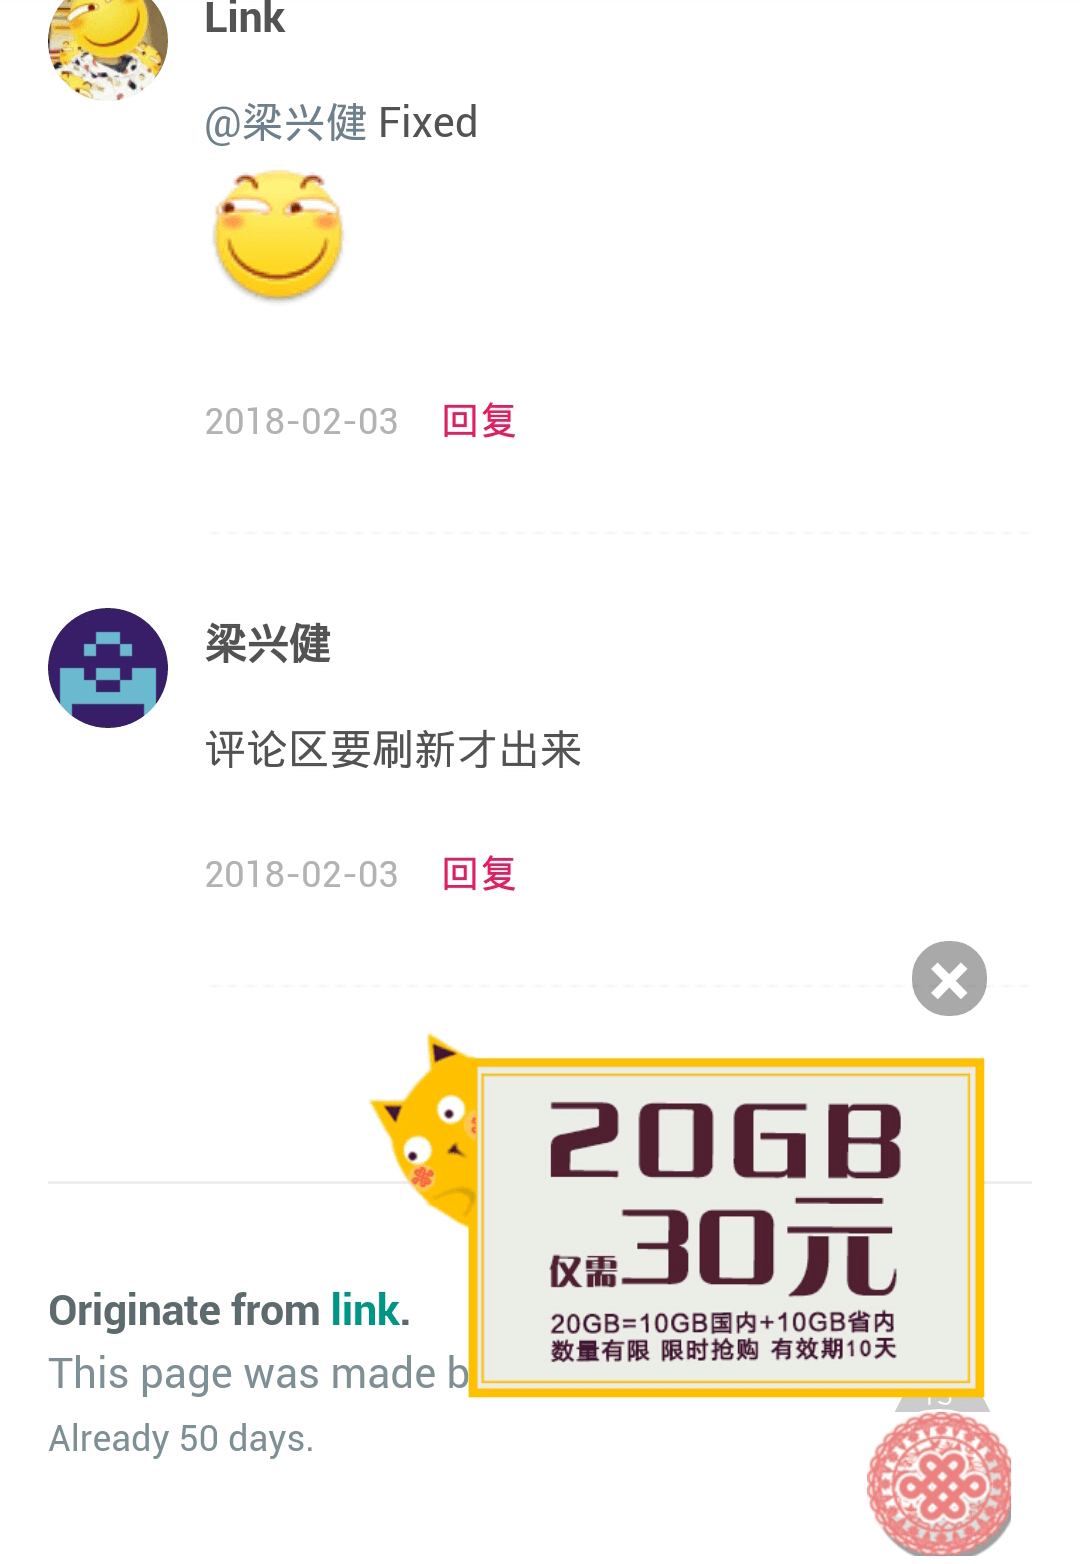 Link
@梁兴健 Fixed
2018-02-03 回复
梁兴健
评论区要刷新才出来
2018-02-03 回复
20GB
仅需30元
20GB=10GB国内+10GB省内
数量有限 限时抢购 有效期10天
Originate from link.
This page was made b
Already 50 days.